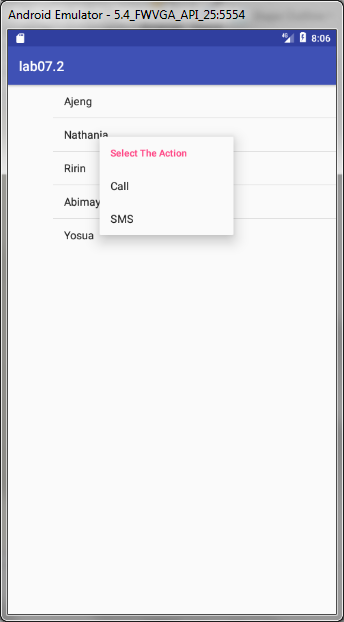 Android Emulator - 5.4_FWVGA_API_25:5554
4G 8:06
lab07.2
Ajeng
Nathania
Select The Action
Ririn
Call
Abimay
SMS
Yosua